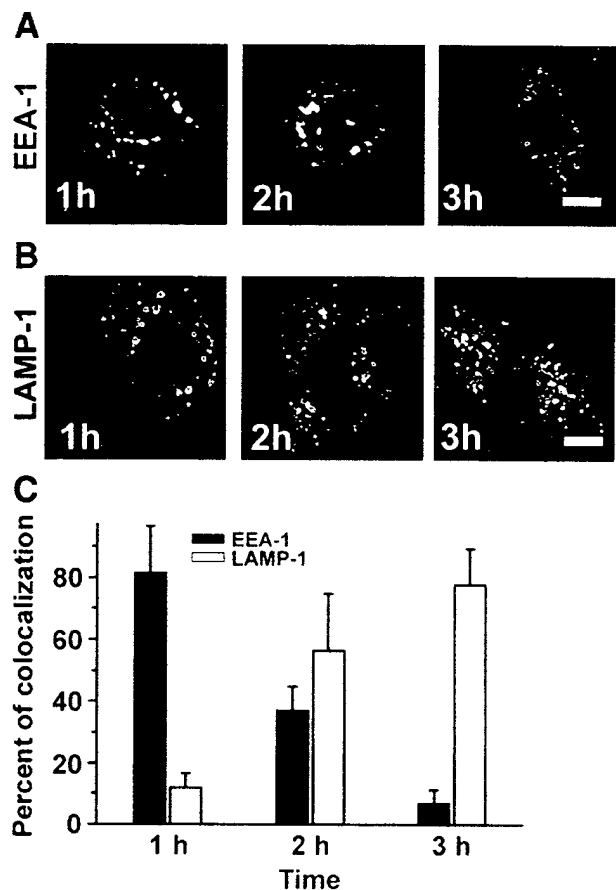 A
EEA-1
1h
2h
3h
B
LAMP-1
1h
2h
3h
C
EEA-1
LAMP-1
Percent of colocalization
80
60
40
20
0
1 h
2 h
3 h
Time